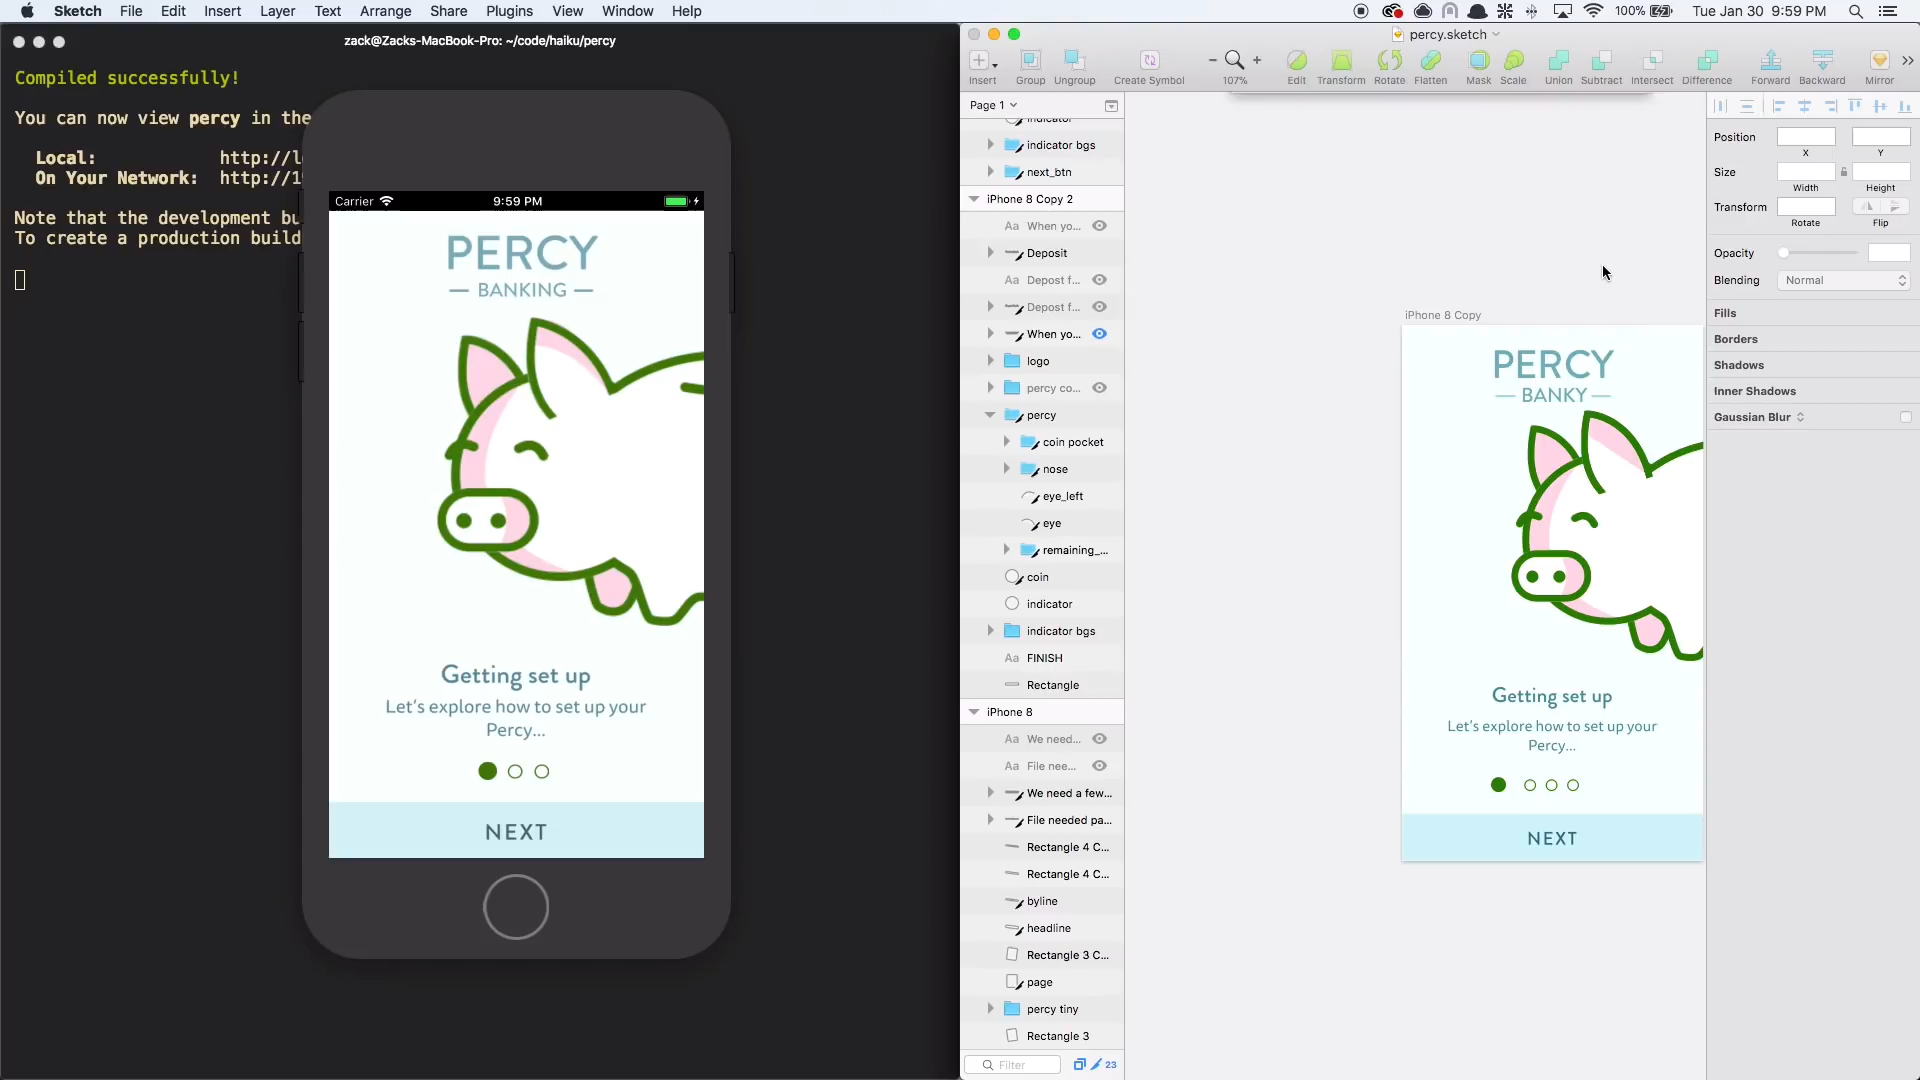 Sketch File Edit Insert Layer Text Arrange Share Plugins View Window Help 100% Tue Jan 30 9:59 PM
zack@Zacks-MacBook-Pro: ~/code/haiku/percy
Compiled successfully!
You can now view percy in the
Local: http://l
On Your Network: http://1
Note that the development bu
To create a production build
Carrier 9:59 PM
PERCY
— BANKING —
Getting set up
Let's explore how to set up your
Percy...
NEXT
percy.sketch
Insert Group Ungroup Create Symbol 107% Edit Transform Rotate Flatten Mask Scale Union Subtract Intersect Difference Forward Backward Mirror
Page 1
indicator
indicator bgs
next_btn
iPhone 8 Copy 2
Aa When yo...
Deposit
Aa Depost f...
Depost f...
When yo...
logo
percy co...
percy
coin pocket
nose
eye_left
eye
remaining_...
coin
indicator
indicator bgs
Aa FINISH
Rectangle
iPhone 8
Aa We need...
Aa File nee...
We need a few...
File needed pa...
Rectangle 4 C...
Rectangle 4 C...
byline
headline
Rectangle 3 C...
page
percy tiny
Rectangle 3
Filter 23
iPhone 8 Copy
PERCY
— BANKY —
Getting set up
Let's explore how to set up your
Percy...
NEXT
Position
X Y
Size
Width Height
Transform
Rotate Flip
Opacity
Blending Normal
Fills
Borders
Shadows
Inner Shadows
Gaussian Blur